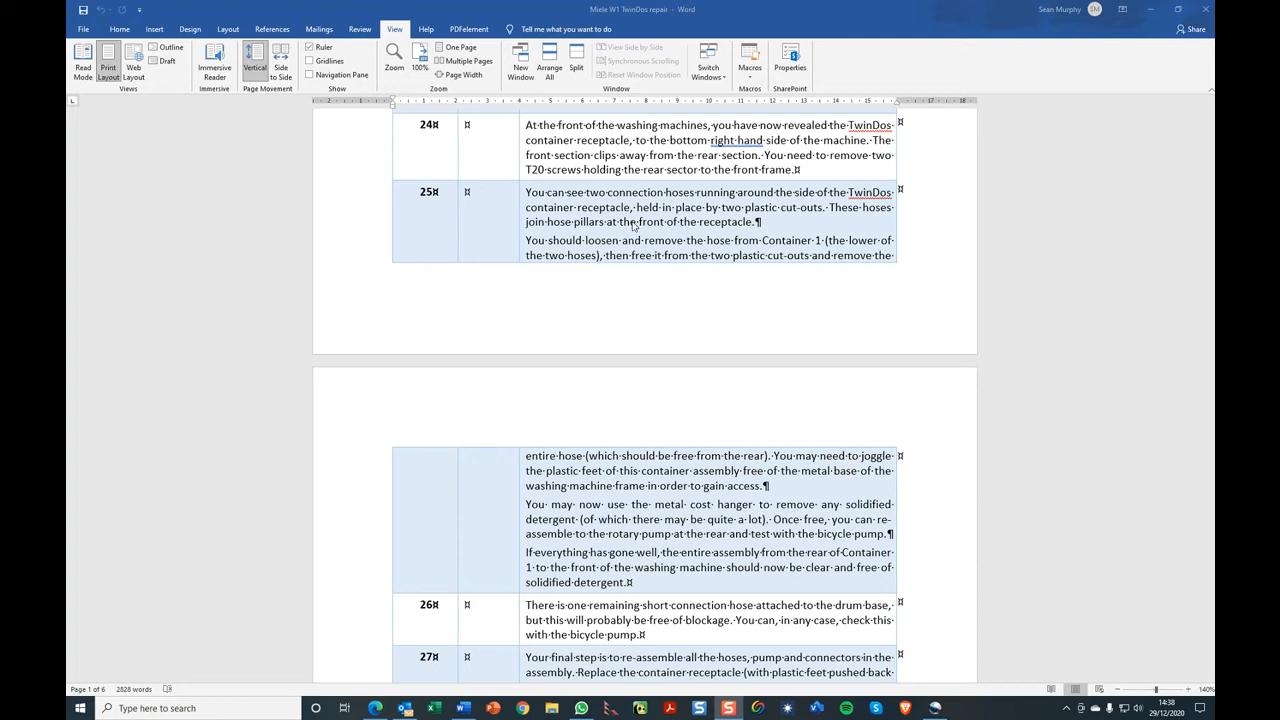 Miele W1 TwinDos repair - Word
Sean Murphy SM
File Home Insert Design Layout References Mailings Review View Help PDFelement Tell me what you want to do Share
Read Mode
Print Layout
Web Layout
Outline
Draft
Views
Immersive Reader
Immersive
Vertical
Side to Side
Page Movement
Ruler
Gridlines
Navigation Pane
Show
Zoom
100%
One Page
Multiple Pages
Page Width
Zoom
New Window
Arrange All
Split
View Side by Side
Synchronous Scrolling
Reset Window Position
Window
Switch Windows
Macros
Macros
Properties
SharePoint
24¤ ¤ At·the·front·of·the·washing·machines,·you·have·now·revealed·the·TwinDos· ¤
container·receptacle,·to·the·bottom·right·hand·side·of·the·machine.·The·
front·section·clips·away·from·the·rear·section.·You·need·to·remove·two·
T20·screws·holding·the·rear·sector·to·the·front·frame.¤
25¤ ¤ You·can·see·two·connection·hoses·running·around·the·side·of·the·TwinDos· ¤
container·receptacle,·held·in·place·by·two·plastic·cut-outs.·These·hoses·
join·hose·pillars·at·the·front·of·the·receptacle.¶
You·should·loosen·and·remove·the·hose·from·Container·1·(the·lower·of·
the·two·hoses),·then·free·it·from·the·two·plastic·cut-outs·and·remove·the·
entire·hose·(which·should·be·free·from·the·rear).·You·may·need·to·joggle· ¤
the·plastic·feet·of·this·container·assembly·free·of·the·metal·base·of·the·
washing·machine·frame·in·order·to·gain·access.¶
You·may·now·use·the·metal·cost·hanger·to·remove·any·solidified·
detergent·(of·which·there·may·be·quite·a·lot).·Once·free,·you·can·re-
assemble·to·the·rotary·pump·at·the·rear·and·test·with·the·bicycle·pump.¶
If·everything·has·gone·well,·the·entire·assembly·from·the·rear·of·Container·
1·to·the·front·of·the·washing·machine·should·now·be·clear·and·free·of·
solidified·detergent.¤
26¤ ¤ There·is·one·remaining·short·connection·hose·attached·to·the·drum·base,· ¤
but·this·will·probably·be·free·of·blockage.·You·can,·in·any·case,·check·this·
with·the·bicycle·pump.¤
27¤ ¤ Your·final·step·is·to·re-assemble·all·the·hoses,·pump·and·connectors·in·the· ¤
assembly.·Replace·the·container·receptacle·(with·plastic·feet·pushed·back·
Page 1 of 6 2828 words 140%
Type here to search
14:38
29/12/2020